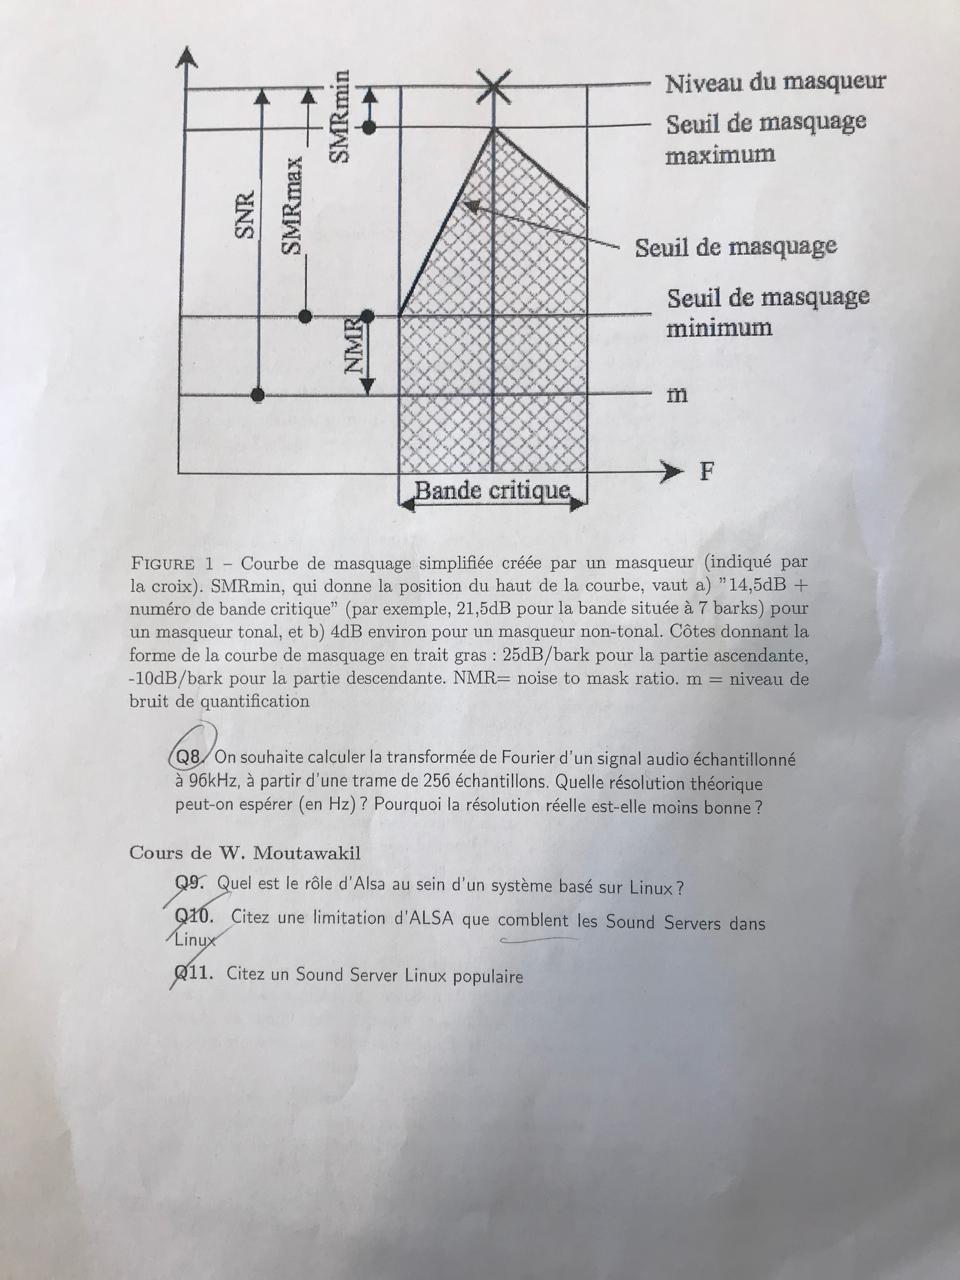 Niveau du masqueur
Seuil de masquage
maximum
SMRmin
SMRmax
SNR
Seuil de masquage
Seuil de masquage
minimum
NMR
m
F
Bande critique
FIGURE 1 – Courbe de masquage simplifiée créée par un masqueur (indiqué par
la croix). SMRmin, qui donne la position du haut de la courbe, vaut a) "14,5dB +
numéro de bande critique" (par exemple, 21,5dB pour la bande située à 7 barks) pour
un masqueur tonal, et b) 4dB environ pour un masqueur non-tonal. Côtes donnant la
forme de la courbe de masquage en trait gras : 25dB/bark pour la partie ascendante,
-10dB/bark pour la partie descendante. NMR= noise to mask ratio. m = niveau de
bruit de quantification
Q8. On souhaite calculer la transformée de Fourier d'un signal audio échantillonné
à 96kHz, à partir d'une trame de 256 échantillons. Quelle résolution théorique
peut-on espérer (en Hz) ? Pourquoi la résolution réelle est-elle moins bonne ?
Cours de W. Moutawakil
Q9. Quel est le rôle d'Alsa au sein d'un système basé sur Linux ?
Q10. Citez une limitation d'ALSA que comblent les Sound Servers dans
Linux
Q11. Citez un Sound Server Linux populaire